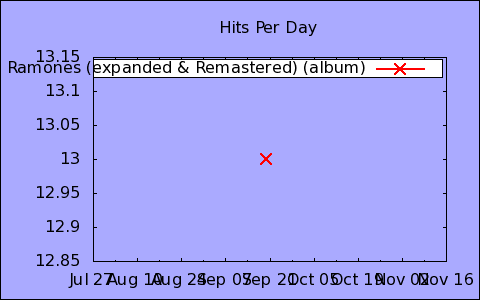 Hits Per Day
13.15
Ramones (expanded & Remastered) (album)
13.1
13.05
13
12.95
12.9
12.85
Jul 27 Aug 10 Aug 24 Sep 07 Sep 21 Oct 05 Oct 19 Nov 02 Nov 16